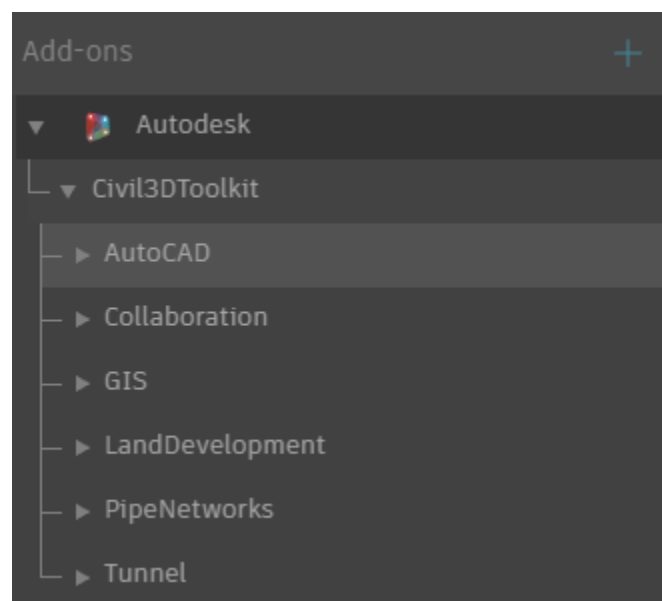 Add-ons
Autodesk
Civil3DToolkit
AutoCAD
Collaboration
GIS
LandDevelopment
PipeNetworks
Tunnel